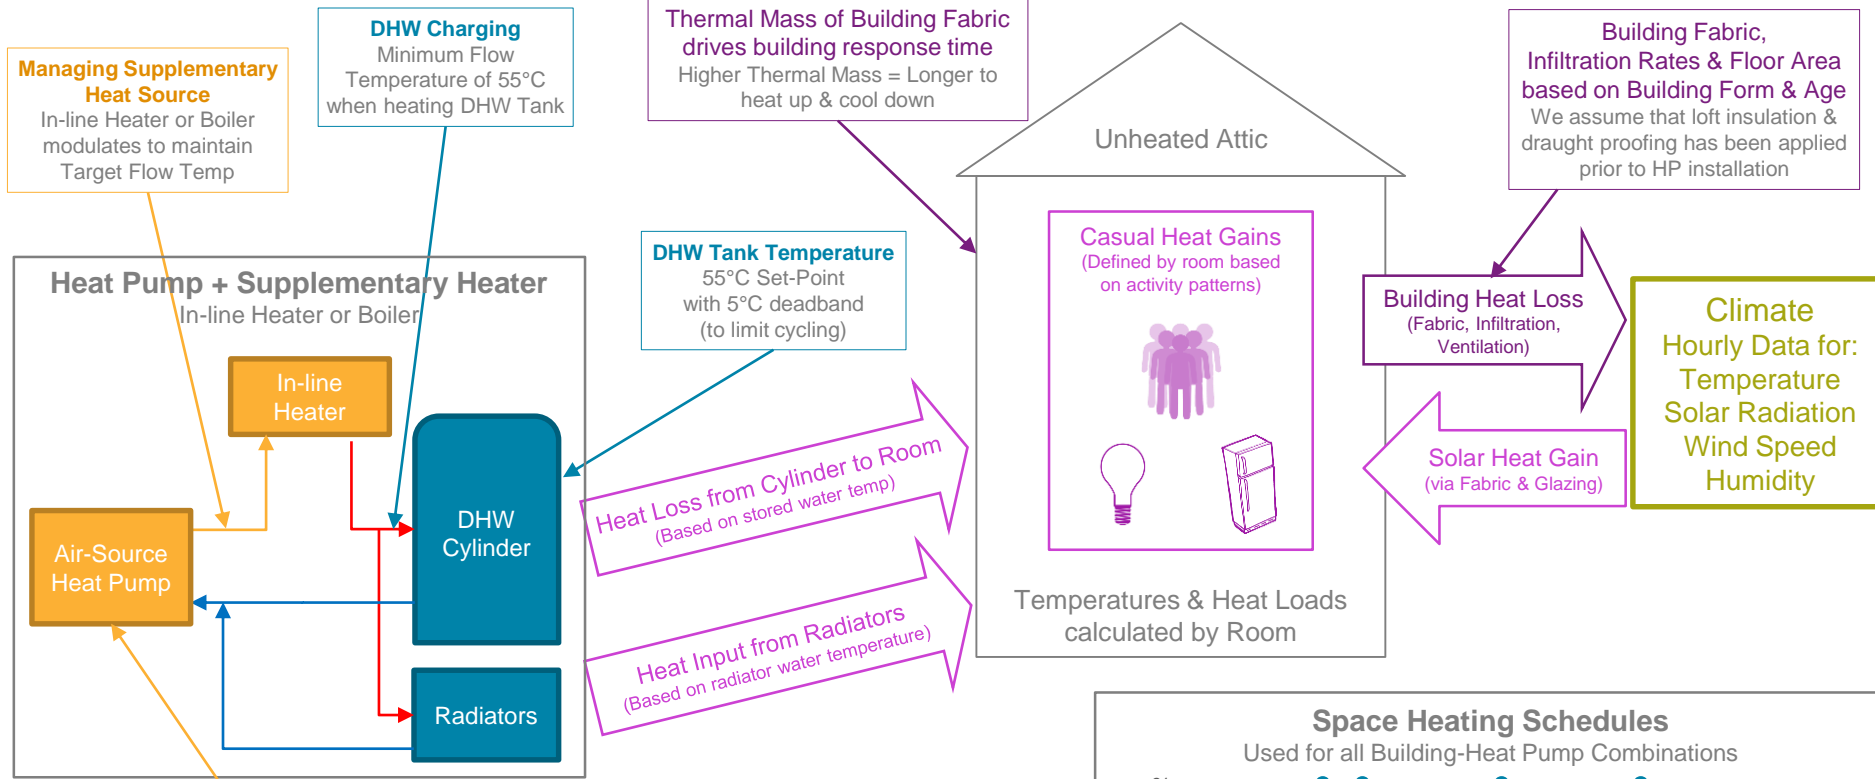 Managing Supplementary
Heat Source
In-line Heater or Boiler
modulates to maintain
Target Flow Temp
DHW Charging
Minimum Flow
Temperature of 55°C
when heating DHW Tank
Thermal Mass of Building Fabric
drives building response time
Higher Thermal Mass = Longer to
heat up & cool down
Building Fabric,
Infiltration Rates & Floor Area
based on Building Form & Age
We assume that loft insulation &
draught proofing has been applied
prior to HP installation
Unheated Attic
Heat Pump + Supplementary Heater
In-line Heater or Boiler
In-line
Heater
Air-Source
Heat Pump
DHW
Cylinder
Radiators
DHW Tank Temperature
55°C Set-Point
with 5°C deadband
(to limit cycling)
Heat Loss from Cylinder to Room
(Based on stored water temp)
Heat Input from Radiators
(Based on radiator water temperature)
Casual Heat Gains
(Defined by room based
on activity patterns)
Temperatures & Heat Loads
calculated by Room
Building Heat Loss
(Fabric, Infiltration,
Ventilation)
Solar Heat Gain
(via Fabric & Glazing)
Climate
Hourly Data for:
Temperature
Solar Radiation
Wind Speed
Humidity
Space Heating Schedules
Used for all Building-Heat Pump Combinations